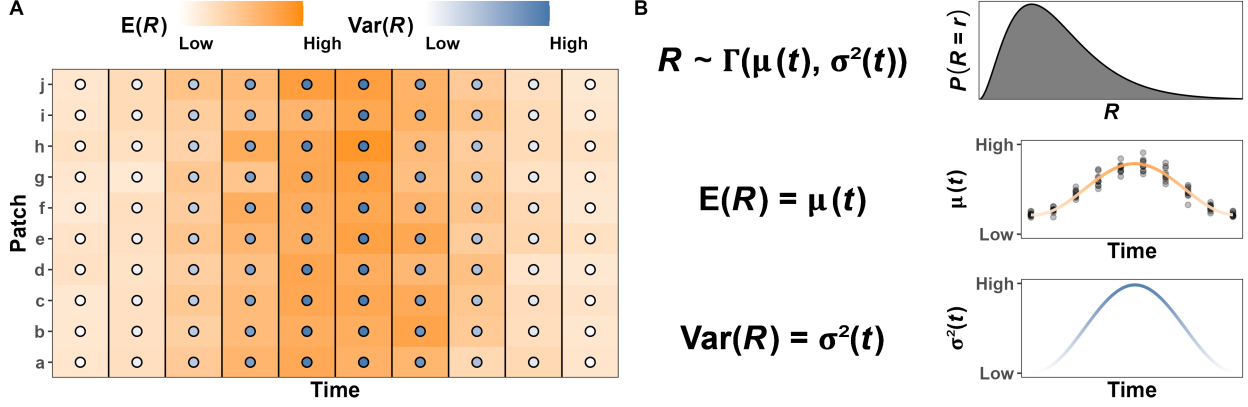 A
E(R)
Low
High
Var(R)
Low
High
Patch
j
i
h
g
f
e
d
c
b
a
Time
B
R ~ Γ(μ(t), σ²(t))
P(R = r)
R
E(R) = μ(t)
μ(t)
High
Low
Time
Var(R) = σ²(t)
σ²(t)
High
Low
Time